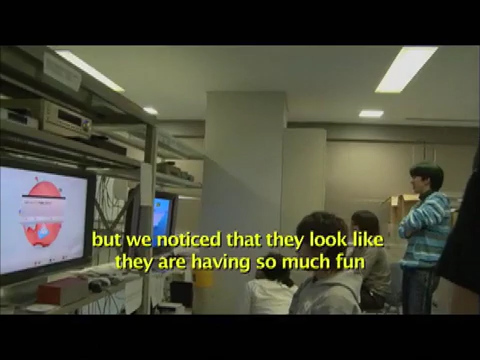 but we noticed that they look like
they are having so much fun